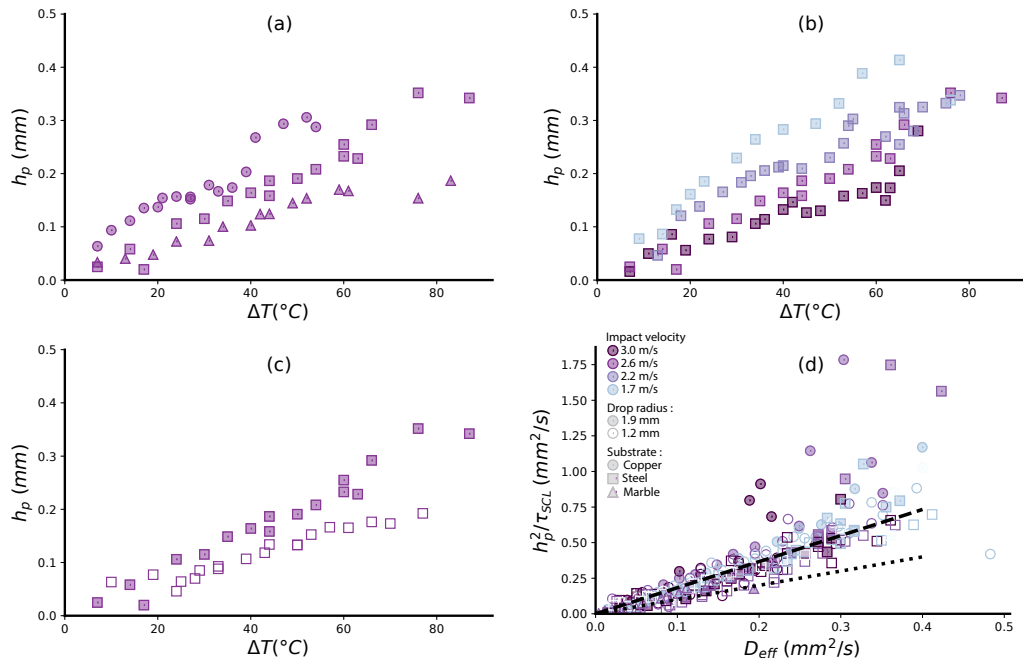 (a)
0.5
0.4
0.3
0.2
0.1
0.0
h_p (mm)
0 20 40 60 80
ΔT(°C)
(b)
0.5
0.4
0.3
0.2
0.1
0.0
h_p (mm)
0 20 40 60 80
ΔT(°C)
(c)
0.5
0.4
0.3
0.2
0.1
0.0
h_p (mm)
0 20 40 60 80
ΔT(°C)
(d)
Impact velocity
3.0 m/s
2.6 m/s
2.2 m/s
1.7 m/s
Drop radius :
1.9 mm
1.2 mm
Substrate :
Copper
Steel
Marble
1.75
1.50
1.25
1.00
0.75
0.50
0.25
0.00
h_p^2/τ_SCL (mm^2/s)
0.0 0.1 0.2 0.3 0.4 0.5
D_eff (mm^2/s)